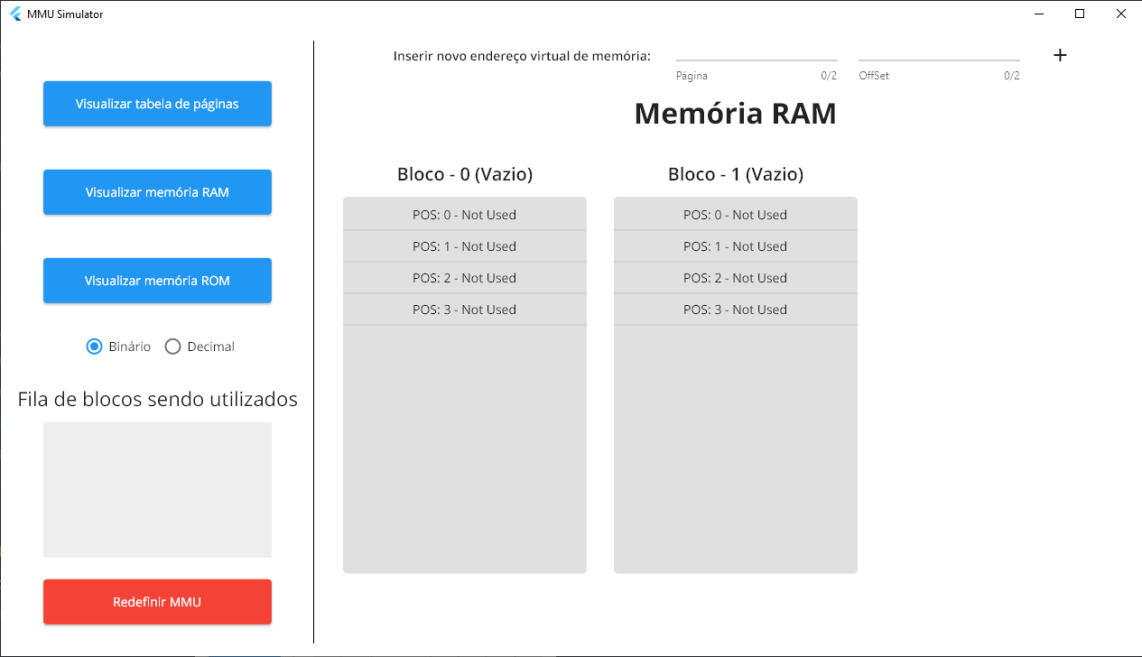 MMU Simulator
Visualizar tabela de páginas
Visualizar memória RAM
Visualizar memória ROM
Binário Decimal
Fila de blocos sendo utilizados
Redefinir MMU
Inserir novo endereço virtual de memória:
Página 0/2 OffSet 0/2
Memória RAM
Bloco - 0 (Vazio)
POS: 0 - Not Used
POS: 1 - Not Used
POS: 2 - Not Used
POS: 3 - Not Used
Bloco - 1 (Vazio)
POS: 0 - Not Used
POS: 1 - Not Used
POS: 2 - Not Used
POS: 3 - Not Used